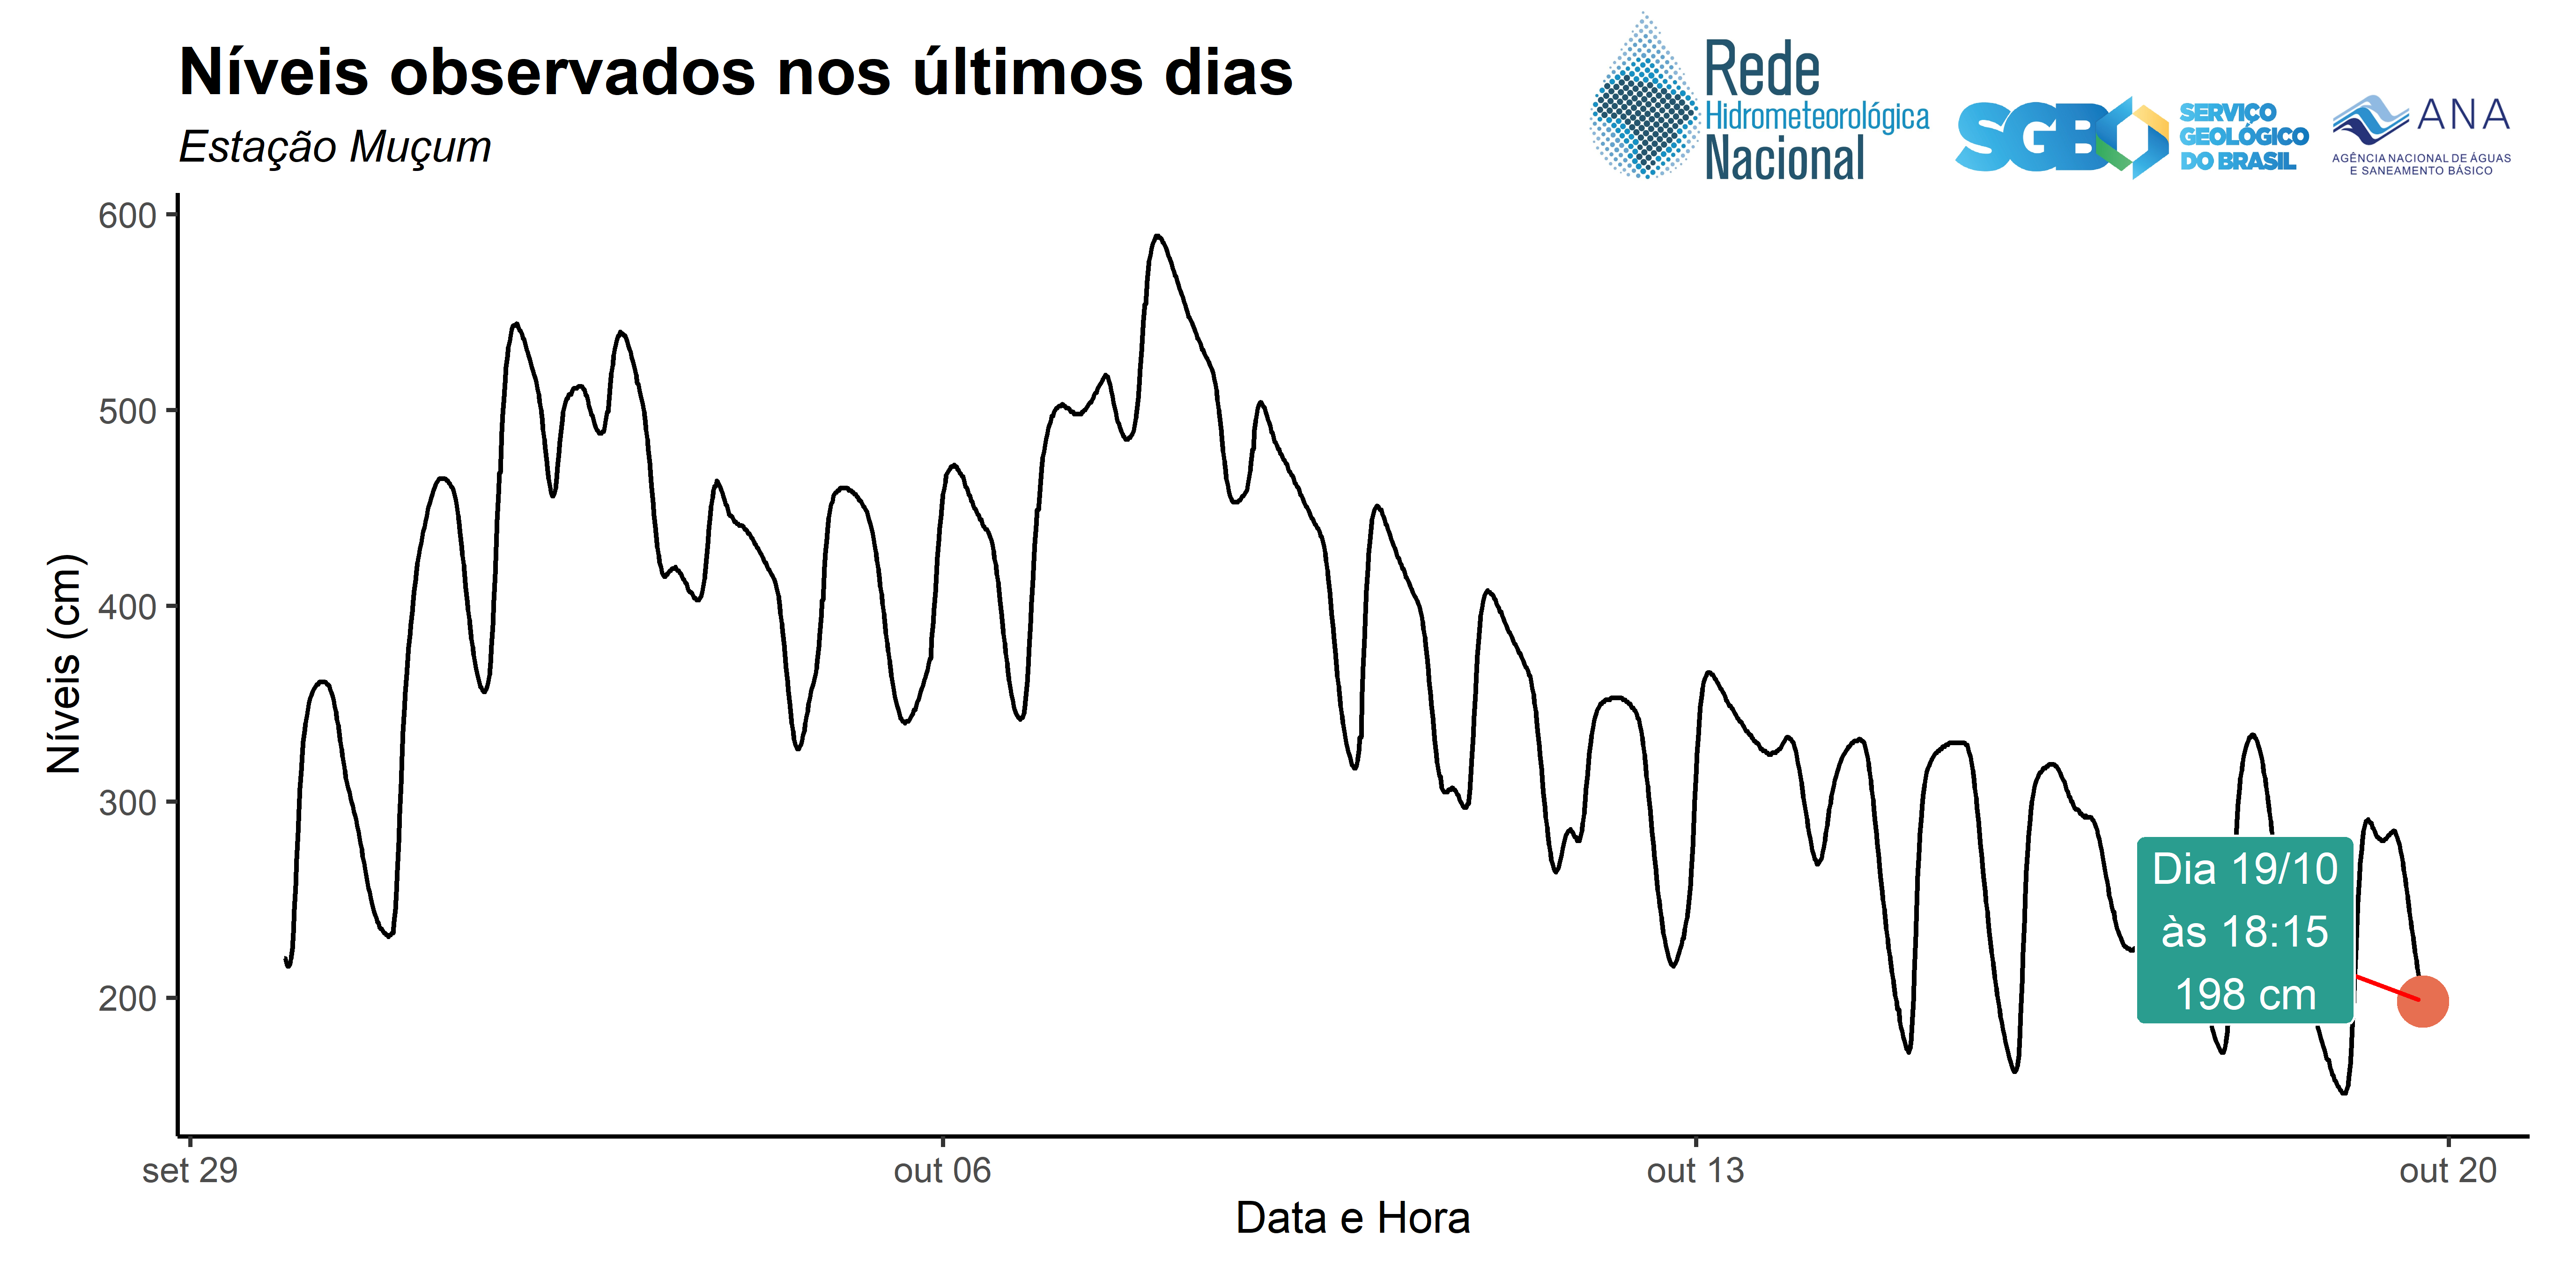 Níveis observados nos últimos dias
Estação Muçum
Rede
Hidrometeorológica
Nacional
SGB
SERVIÇO
GEOLÓGICO
DO BRASIL
ANA
AGÊNCIA NACIONAL DE ÁGUAS
E SANEAMENTO BÁSICO
600
500
400
300
200
Níveis (cm)
Dia 19/10
às 18:15
198 cm
set 29
out 06
out 13
out 20
Data e Hora